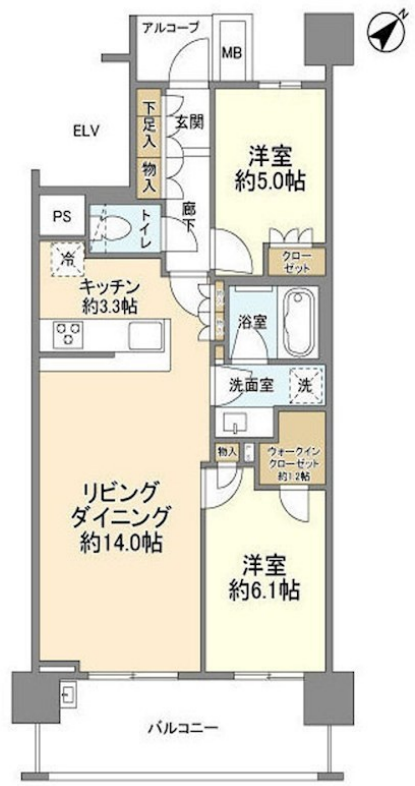 アルコーブ
MB
N
ELV
下足入
玄関
物入
洋室
約5.0帖
PS
トイレ
廊下
クローゼット
冷
キッチン
約3.3帖
物
物
浴室
洗面室
洗
リビング
ダイニング
約14.0帖
物入
ウォークイン
クローゼット
約1.2帖
洋室
約6.1帖
バルコニー